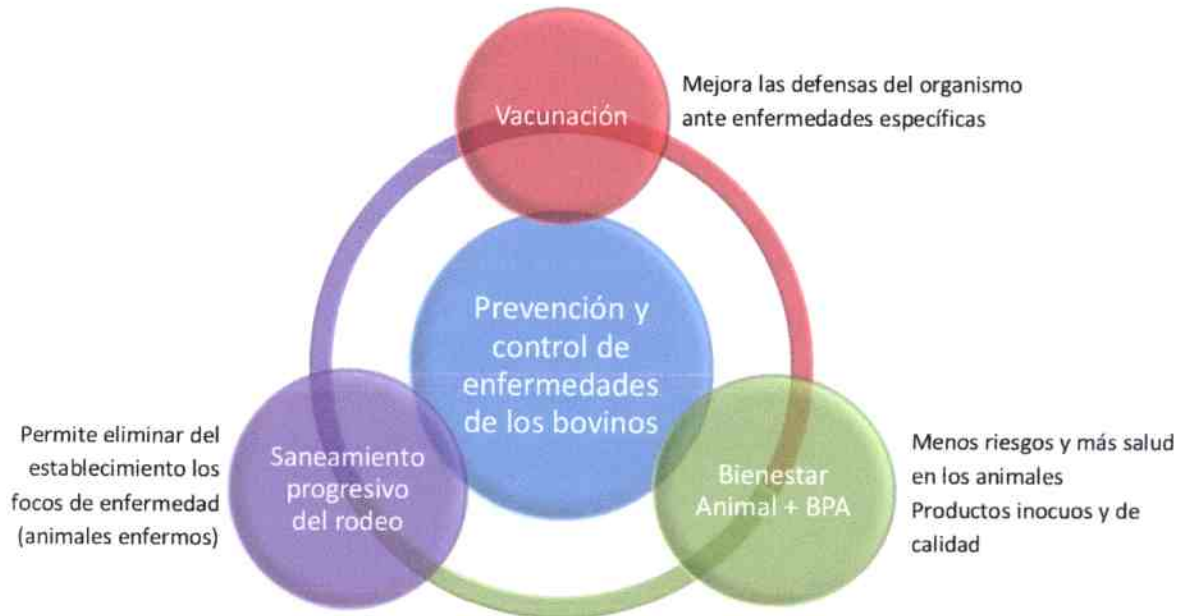 Vacunación
Mejora las defensas del organismo
ante enfermedades específicas
Prevención y
control de
enfermedades
de los bovinos
Permite eliminar del
establecimiento los
focos de enfermedad
(animales enfermos)
Saneamiento
progresivo
del rodeo
Bienestar
Animal + BPA
Menos riesgos y más salud
en los animales
Productos inocuos y de
calidad